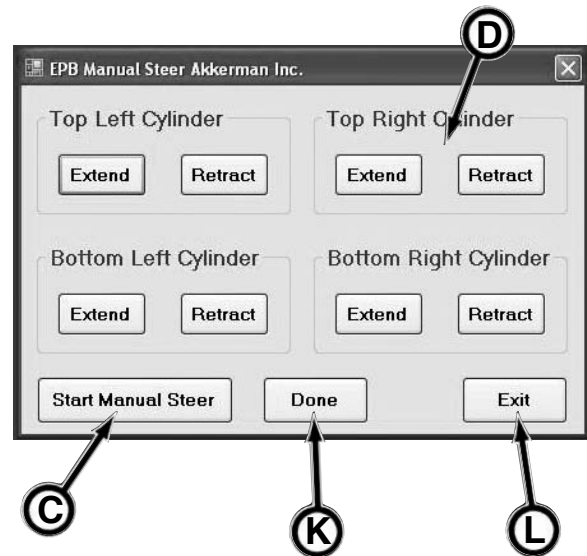 D
EPB Manual Steer Akkerman Inc.
Top Left Cylinder Top Right Cylinder
Extend Retract Extend Retract
Bottom Left Cylinder Bottom Right Cylinder
Extend Retract Extend Retract
Start Manual Steer Done Exit
C K L